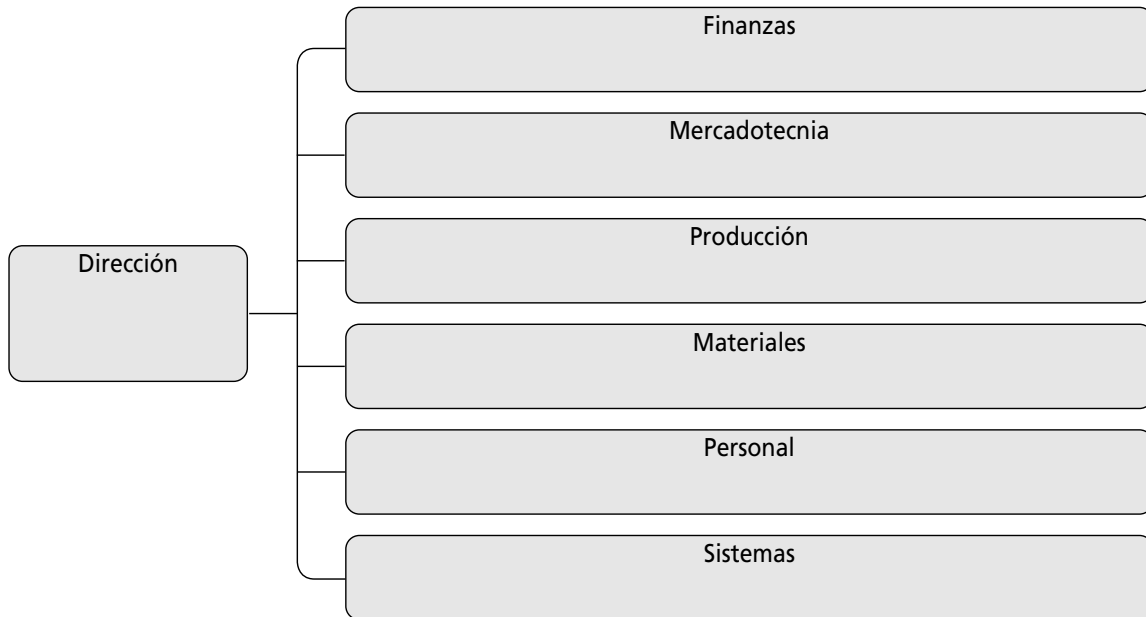 Finanzas
Mercadotecnia
Producción
Dirección
Materiales
Personal
Sistemas